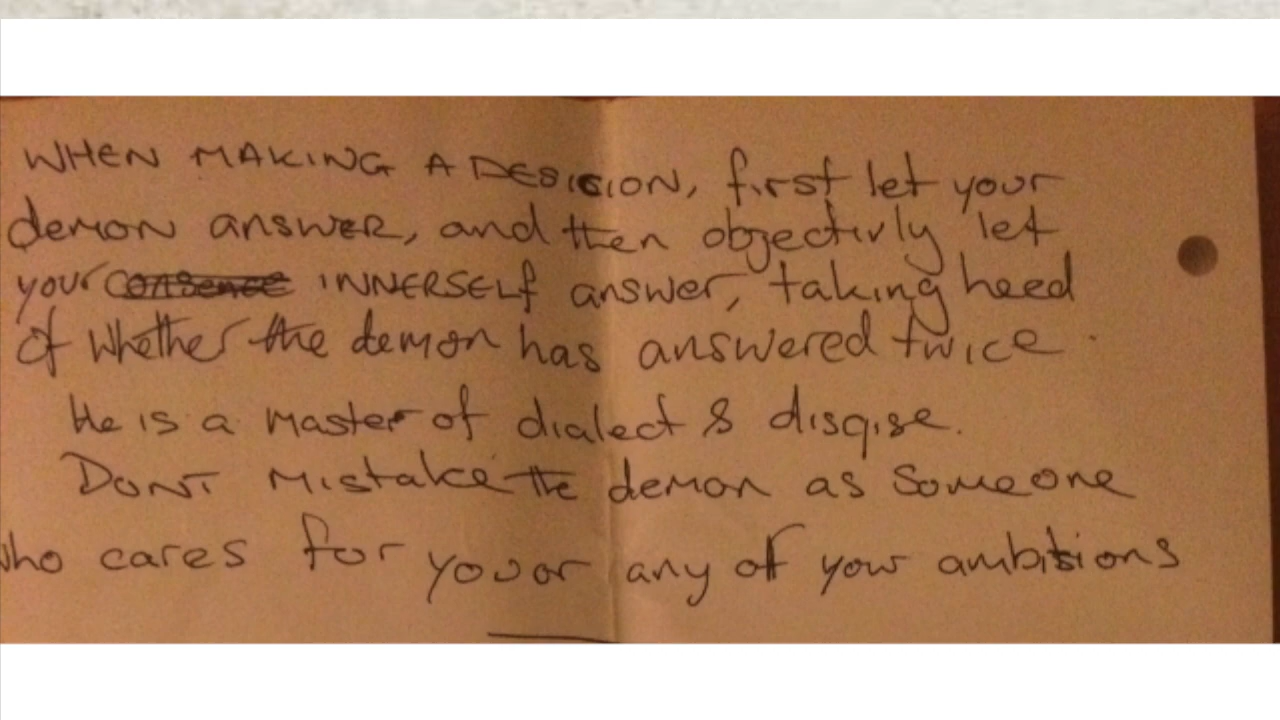 WHEN MAKING A DESICION, first let your
demon answer, and then objectivly let
your consence INNERSELF answer, taking heed
of whether the demon has answered twice.
He is a master of dialect & disgise.
DONT Mistake the demon as Someone
who cares for you or any of your ambitions